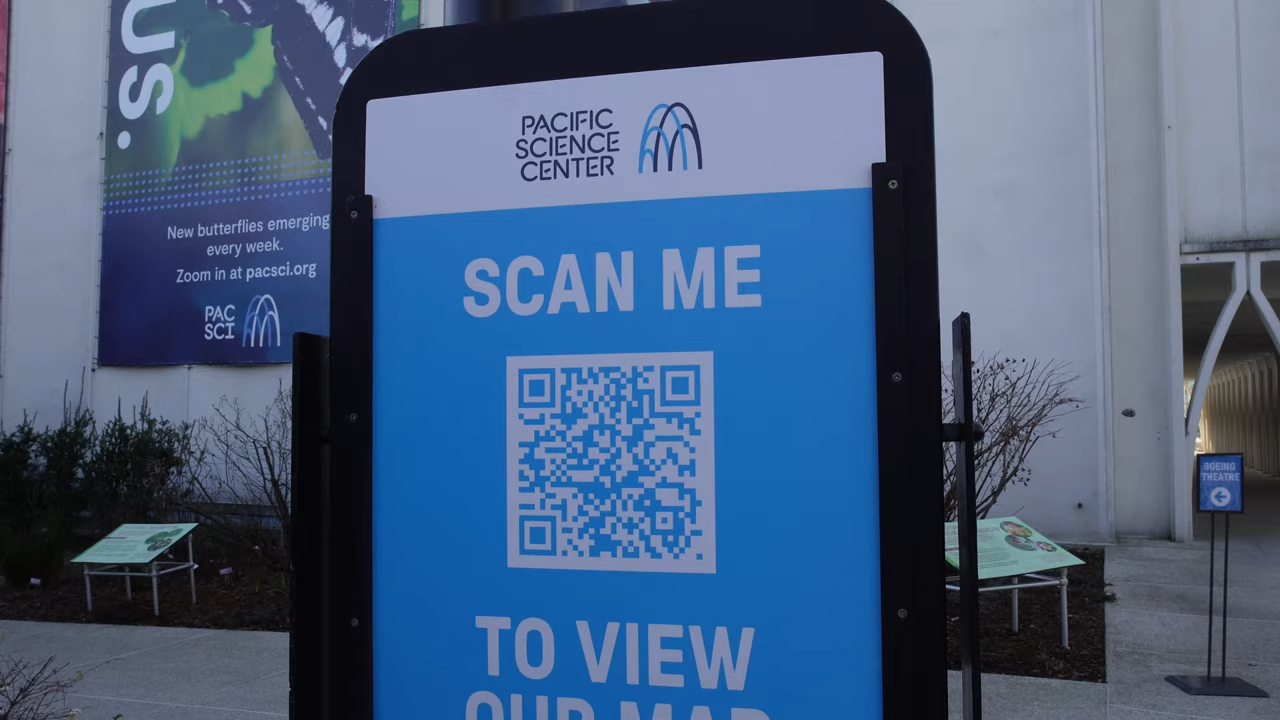 us.
New butterflies emerging
every week.
Zoom in at pacsci.org
PAC
SCI
PACIFIC
SCIENCE
CENTER
SCAN ME
TO VIEW
OUR MAP
BOEING
THEATRE